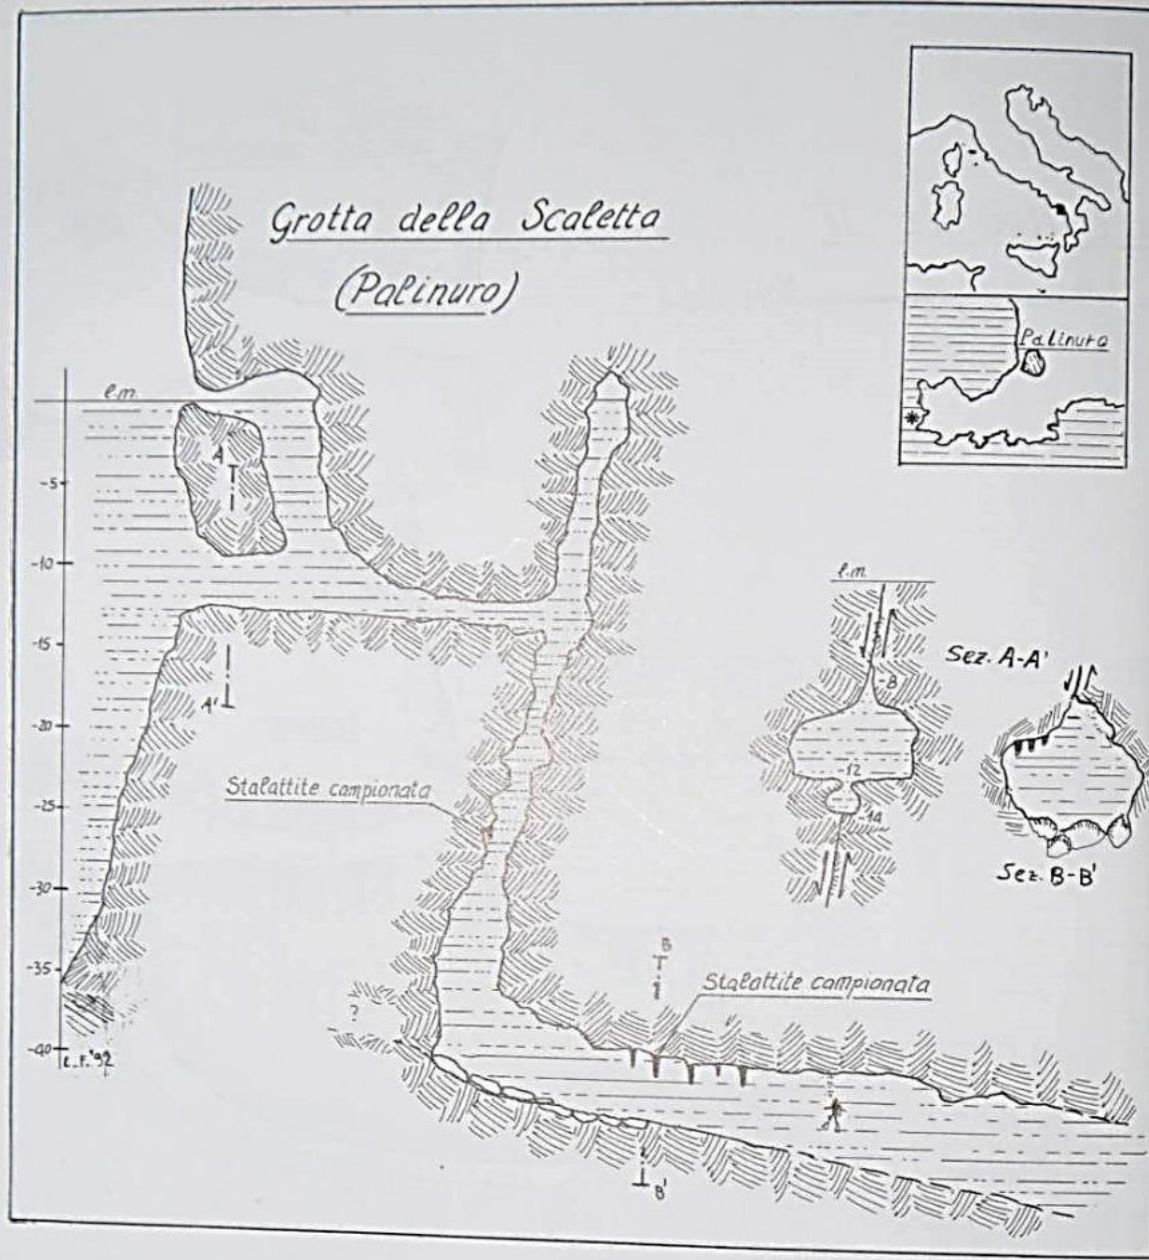 Grotta della Scaletta
(Palinuro)
Palinuro
l.m.
A
-5
-10
-15
A'
-20
Stalattite campionata
-25
-30
-35
?
-40
l.m.
-8
-12
-14
Sez. A-A'
Sez. B-B'
B
Stalattite campionata
B'